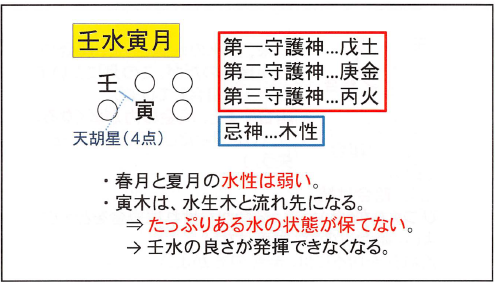 壬水寅月
第一守護神…戊土
第二守護神…庚金
第三守護神…丙火
壬 〇 〇
〇 寅 〇
天胡星(4点)
忌神…木性
・春月と夏月の水性は弱い。
・寅木は、水生木と流れ先になる。
⇒ たっぷりある水の状態が保てない。
→ 壬水の良さが発揮できなくなる。